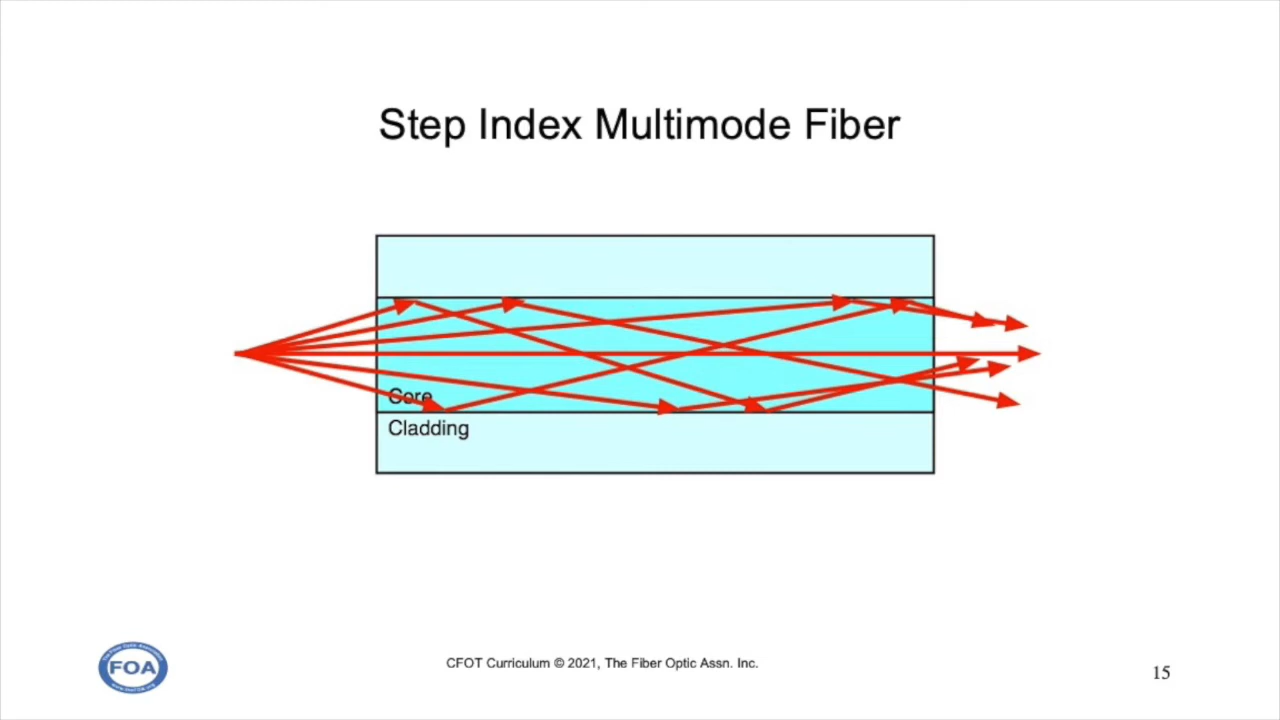 Step Index Multimode Fiber
Core
Cladding
FOA
CFOT Curriculum © 2021, The Fiber Optic Assn. Inc.
15